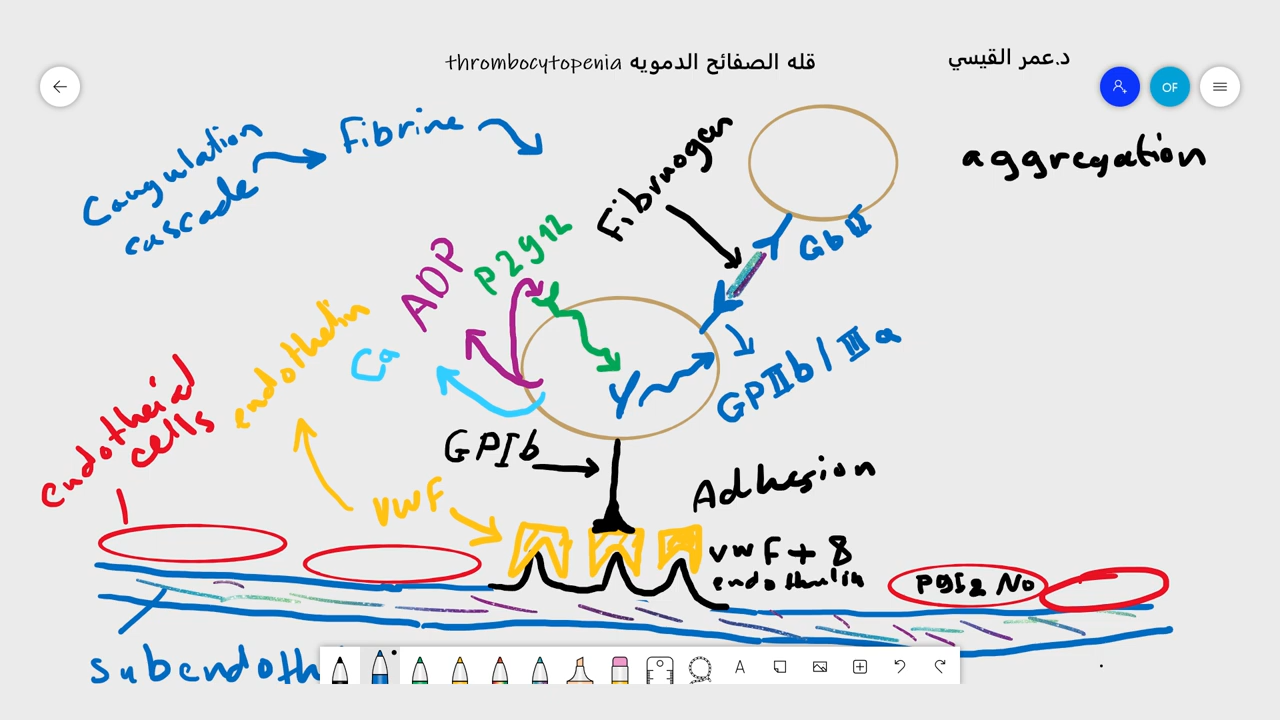 قله الصفائح الدمويه thrombocytopenia
د.عمر القيسي
OF
aggregation
Coagulation
cascade
Fibrine
Fibrinogen
GbII
P2y12
ADP
Ca
GPIIb/IIIa
endothelin
endothelial
cells
GPIb
Adhesion
vwF
vwF + 8
endothelin
PGI2 NO
subendoth
A